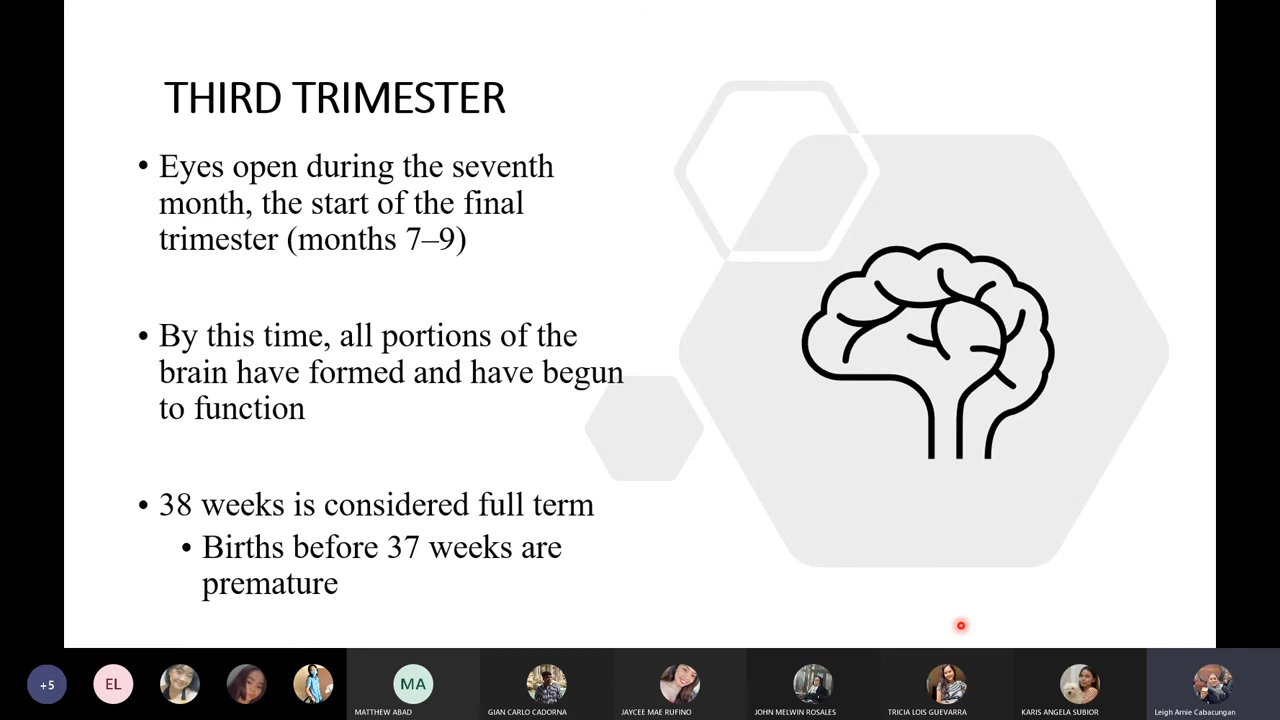 THIRD TRIMESTER
• Eyes open during the seventh
month, the start of the final
trimester (months 7–9)
• By this time, all portions of the
brain have formed and have begun
to function
• 38 weeks is considered full term
• Births before 37 weeks are
premature
+5
EL
MA
MATTHEW ABAD
GIAN CARLO CADORNA
JAYCEE MAE RUFINO
JOHN MELWIN ROSALES
TRICIA LOIS GUEVARRA
KARIS ANGELA SUBIOR
Leigh Arnie Cabacungan